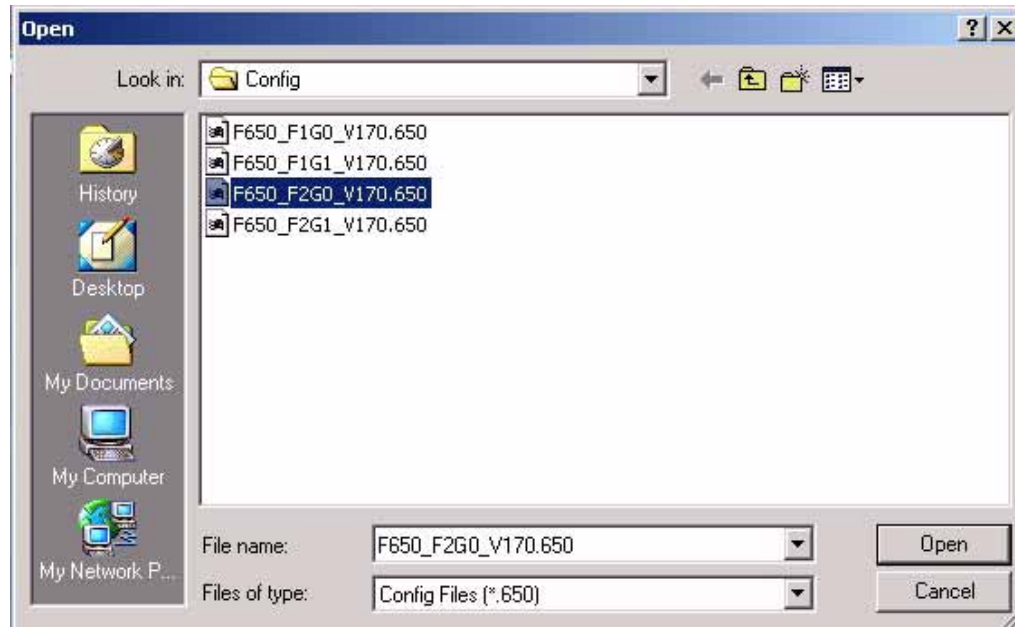 Open
Look in: Config
F650_F1G0_V170.650
F650_F1G1_V170.650
F650_F2G0_V170.650
F650_F2G1_V170.650
History
Desktop
My Documents
My Computer
My Network P...
File name: F650_F2G0_V170.650 Open
Files of type: Config Files (*.650) Cancel